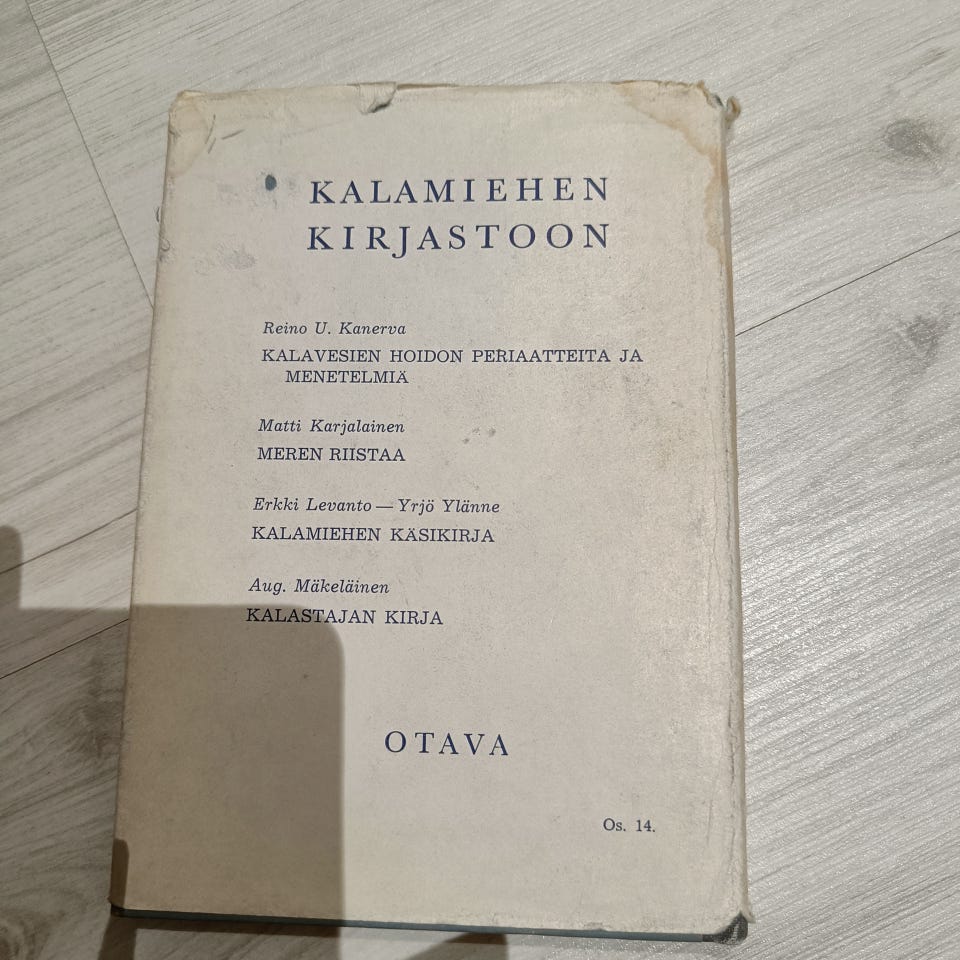 KALAMIEHEN
KIRJASTOON
Reino U. Kanerva
KALAVESIEN HOIDON PERIAATTEITA JA
MENETELMIÄ
Matti Karjalainen
MEREN RIISTAA
Erkki Levanto — Yrjö Ylänne
KALAMIEHEN KÄSIKIRJA
Aug. Mäkeläinen
KALASTAJAN KIRJA
OTAVA
Os. 14.